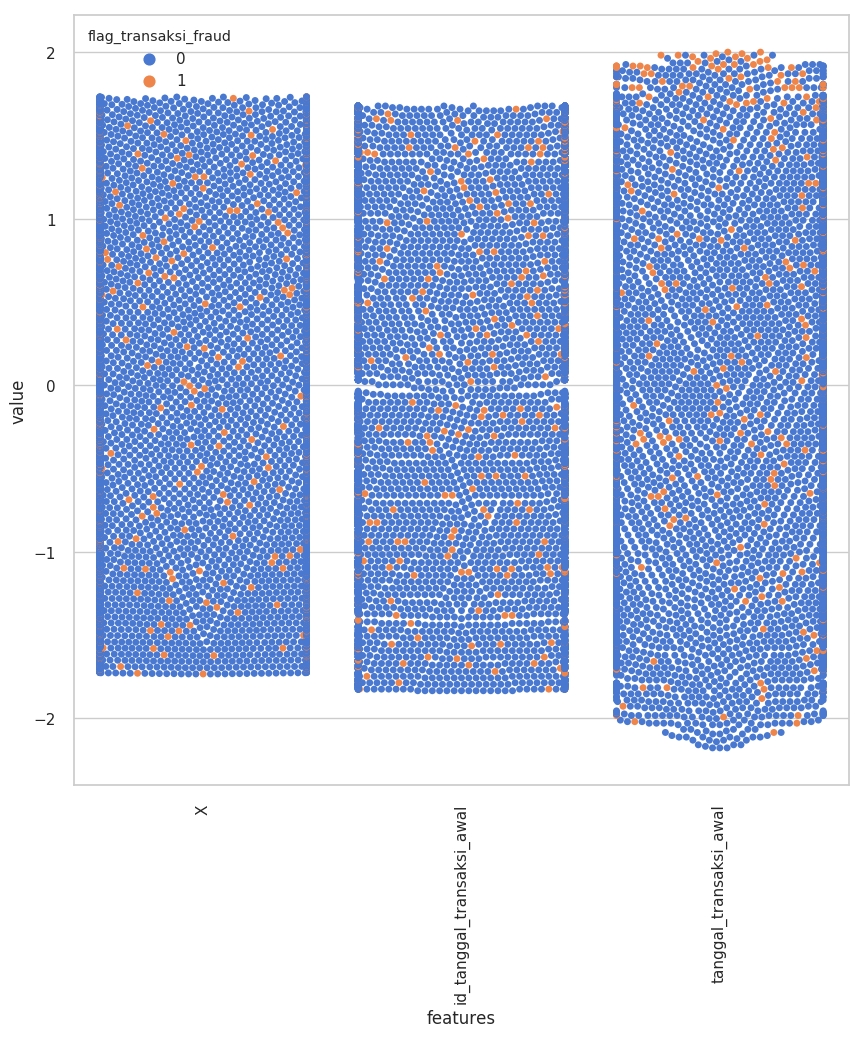 flag_transaksi_fraud
0
1
2
1
0
−1
−2
value
X
id_tanggal_transaksi_awal
tanggal_transaksi_awal
features